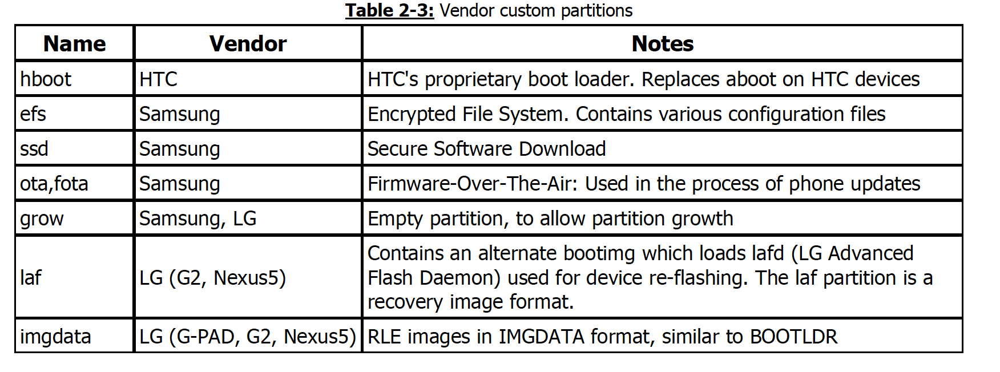 Table 2-3: Vendor custom partitions
Name Vendor Notes
hboot HTC HTC's proprietary boot loader. Replaces aboot on HTC devices
efs Samsung Encrypted File System. Contains various configuration files
ssd Samsung Secure Software Download
ota,fota Samsung Firmware-Over-The-Air: Used in the process of phone updates
grow Samsung, LG Empty partition, to allow partition growth
laf LG (G2, Nexus5) Contains an alternate bootimg which loads lafd (LG Advanced
Flash Daemon) used for device re-flashing. The laf partition is a
recovery image format.
imgdata LG (G-PAD, G2, Nexus5) RLE images in IMGDATA format, similar to BOOTLDR